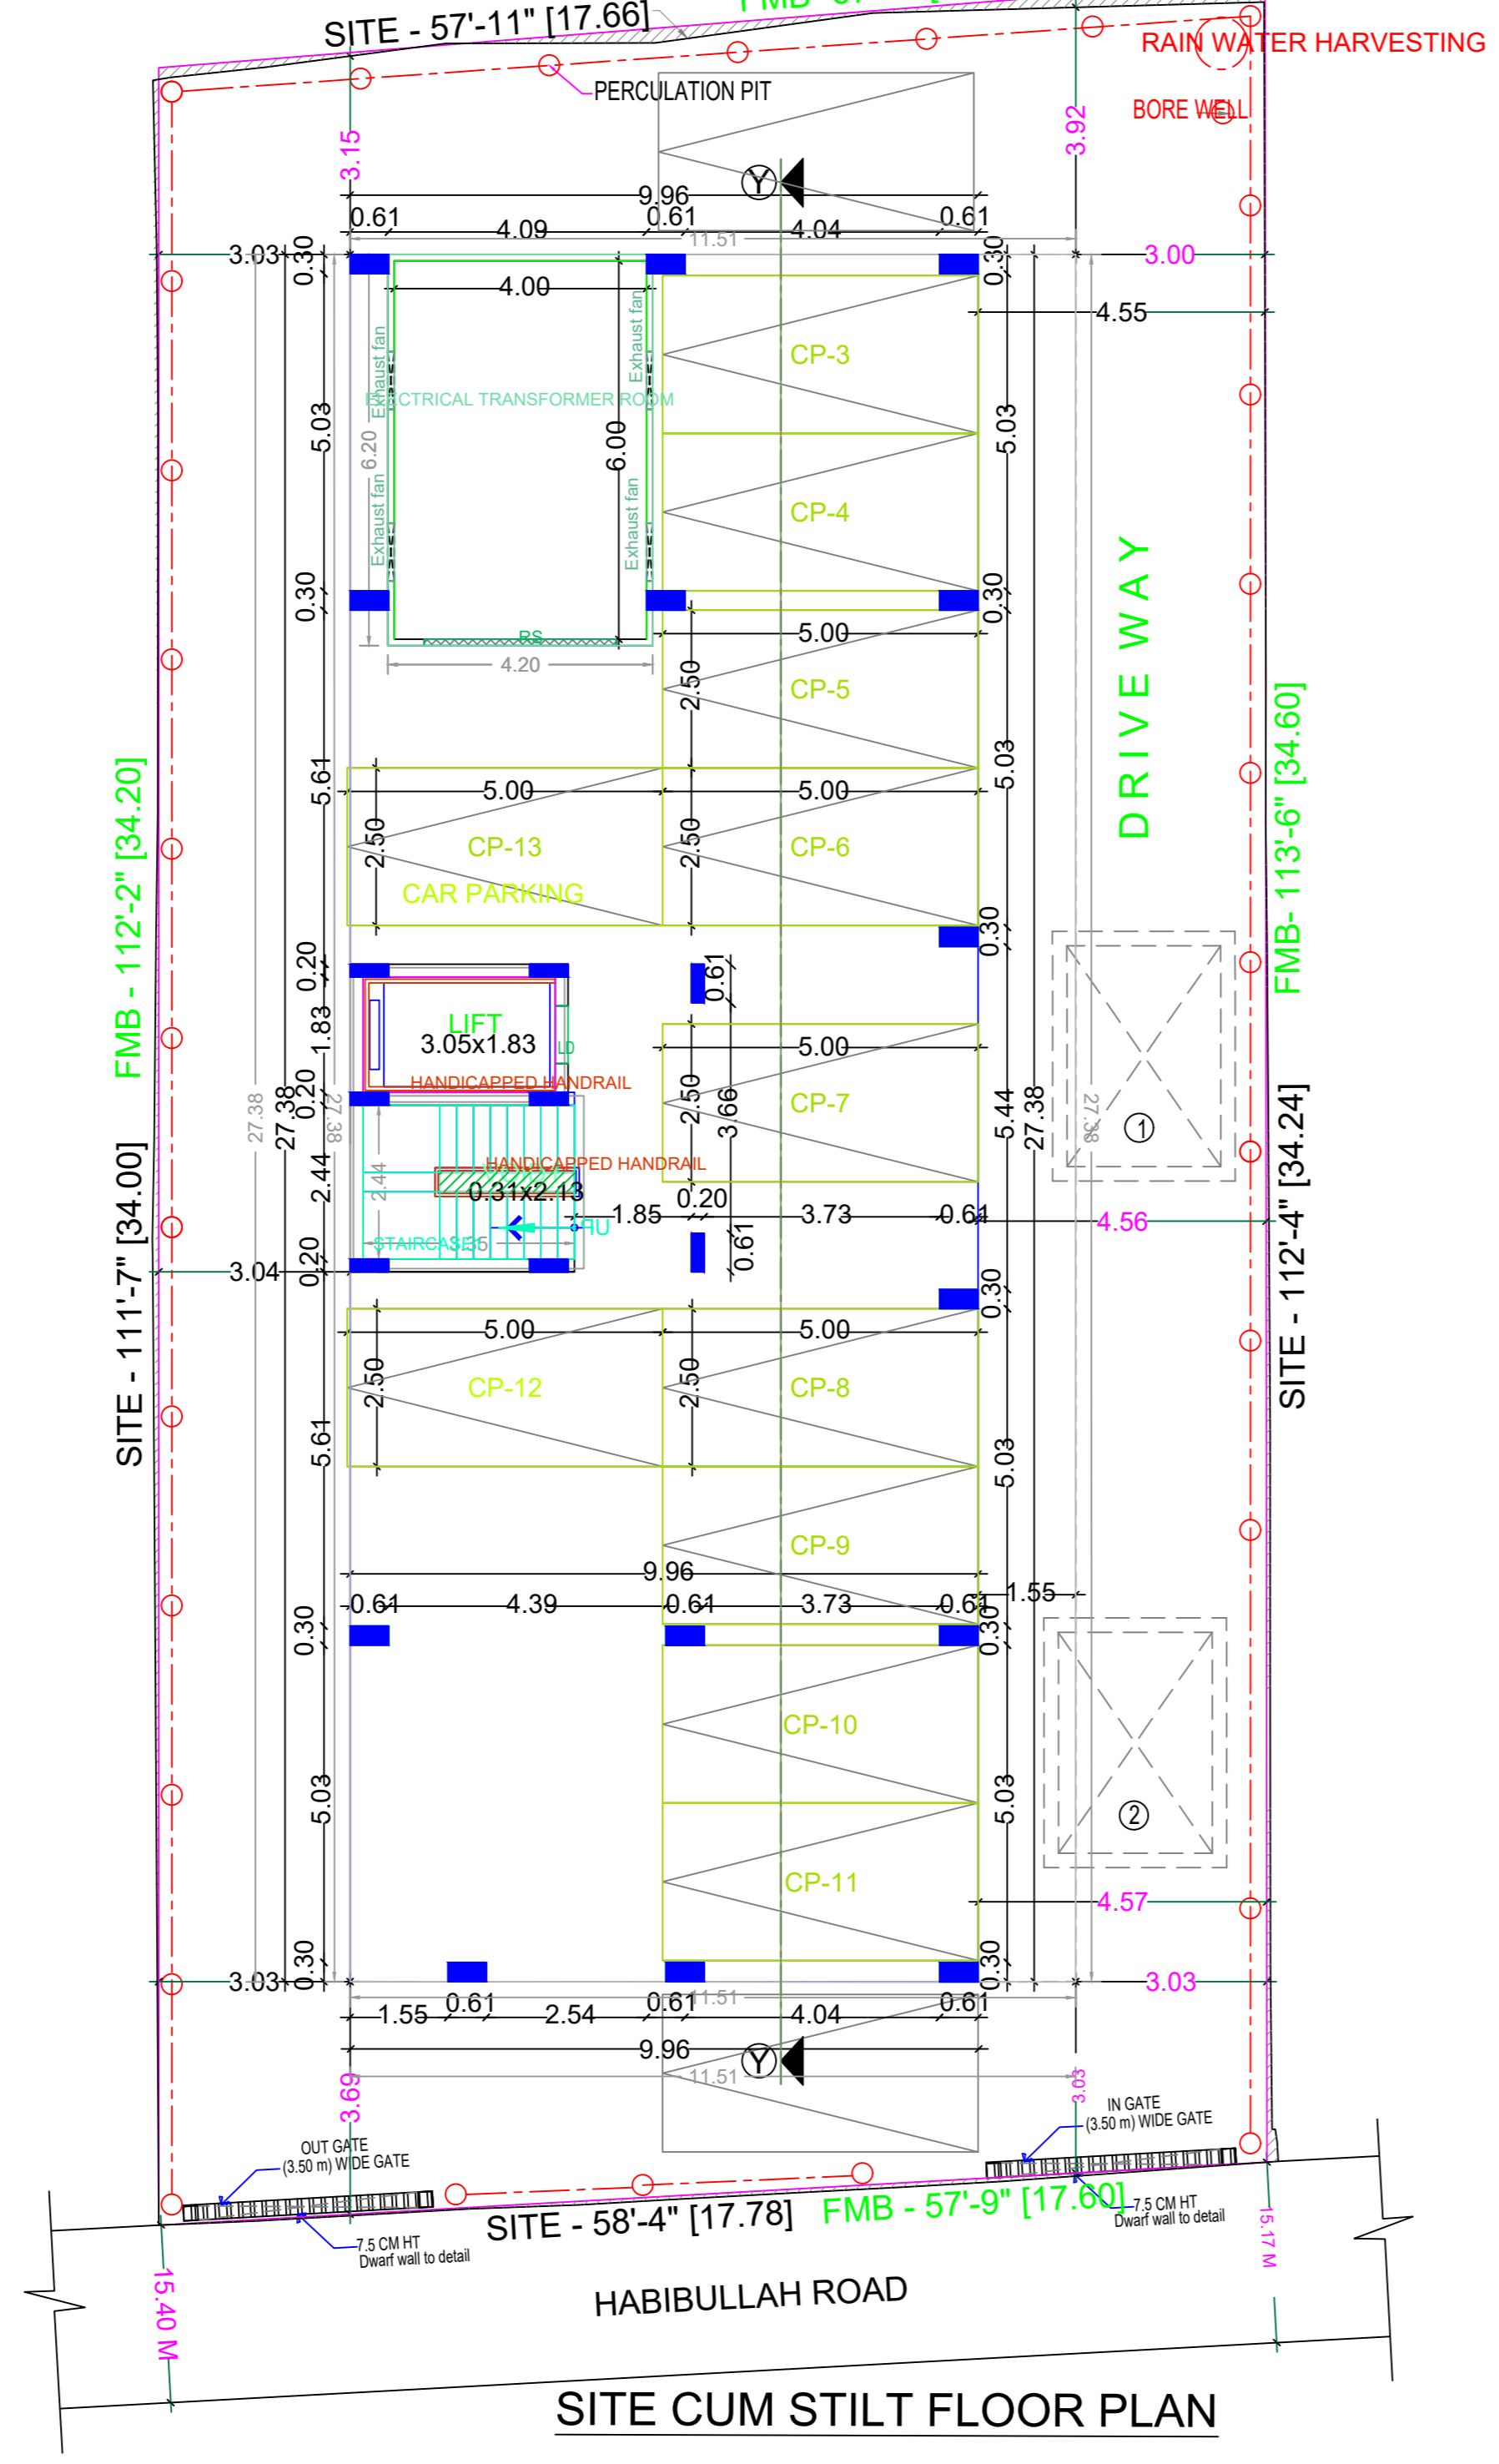 SITE - 57'-11" [17.66]
RAIN WATER HARVESTING
PERCULATION PIT
BORE WELL
3.15
3.92
Y
9.96
0.61
4.09
0.61
4.04
0.61
11.51
3.03
0.30
0.30
3.00
4.00
4.55
Exhaust fan
Exhaust fan
CP-3
ELECTRICAL TRANSFORMER ROOM
5.03
6.20
6.00
5.03
Exhaust fan
Exhaust fan
CP-4
DRIVE WAY
0.30
0.30
RS
5.00
4.20
2.50
CP-5
5.03
FMB - 112'-2" [34.20]
FMB- 113'-6" [34.60]
5.61
5.00
5.00
2.50
CP-13
2.50
CP-6
CAR PARKING
0.30
0.20
0.61
LIFT
3.05x1.83
1.83
LD
5.00
HANDICAPPED HANDRAIL
0.20
2.50
CP-7
3.66
27.38
27.38
27.38
5.44
27.38
27.38
1
SITE - 111'-7" [34.00]
SITE - 112'-4" [34.24]
2.44
2.44
HANDICAPPED HANDRAIL
0.31x2.13
0.20
1.85
3.73
0.61
4.56
UP
STAIRCASE
3.35
0.61
0.20
3.04
0.30
5.00
5.00
2.50
CP-12
2.50
CP-8
5.61
5.03
CP-9
9.96
1.55
0.61
4.39
0.61
3.73
0.61
0.30
0.30
CP-10
5.03
5.03
2
CP-11
4.57
0.30
0.30
3.03
3.03
11.51
1.55
0.61
2.54
0.61
4.04
0.61
9.96
Y
11.51
3.69
3.03
IN GATE
(3.50 m) WIDE GATE
OUT GATE
(3.50 m) WIDE GATE
SITE - 58'-4" [17.78]
FMB - 57'-9" [17.60]
7.5 CM HT
Dwarf wall to detail
7.5 CM HT
Dwarf wall to detail
15.40 M
15.17 M
HABIBULLAH ROAD
SITE CUM STILT FLOOR PLAN